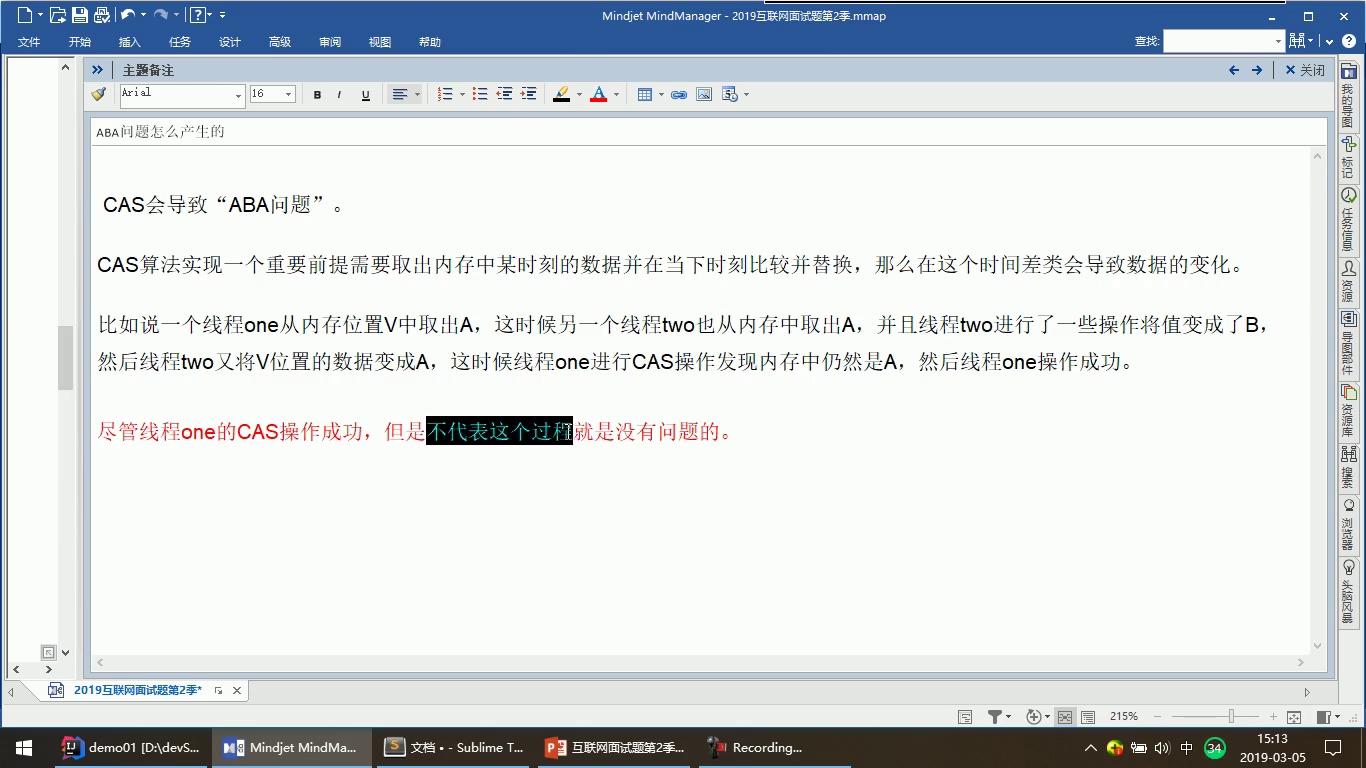 Mindjet MindManager - 2019互联网面试题第2季.mmap
文件 开始 插入 任务 设计 高级 审阅 视图 帮助 查找:
主题备注 关闭
Arial 16 B I U A
ABA问题怎么产生的
CAS会导致“ABA问题”。
CAS算法实现一个重要前提需要取出内存中某时刻的数据并在当下时刻比较并替换，那么在这个时间差类会导致数据的变化。
比如说一个线程one从内存位置V中取出A，这时候另一个线程two也从内存中取出A，并且线程two进行了一些操作将值变成了B，
然后线程two又将V位置的数据变成A，这时候线程one进行CAS操作发现内存中仍然是A，然后线程one操作成功。
尽管线程one的CAS操作成功，但是不代表这个过程就是没有问题的。
我的导图
标记
任务信息
资源
导图部件
资源库
搜索
浏览器
头脑风暴
2019互联网面试题第2季*
215%
demo01 [D:\devS... Mindjet MindMa... 文档 • - Sublime T... 互联网面试题第2季... Recording... 中 34 15:13
2019-03-05